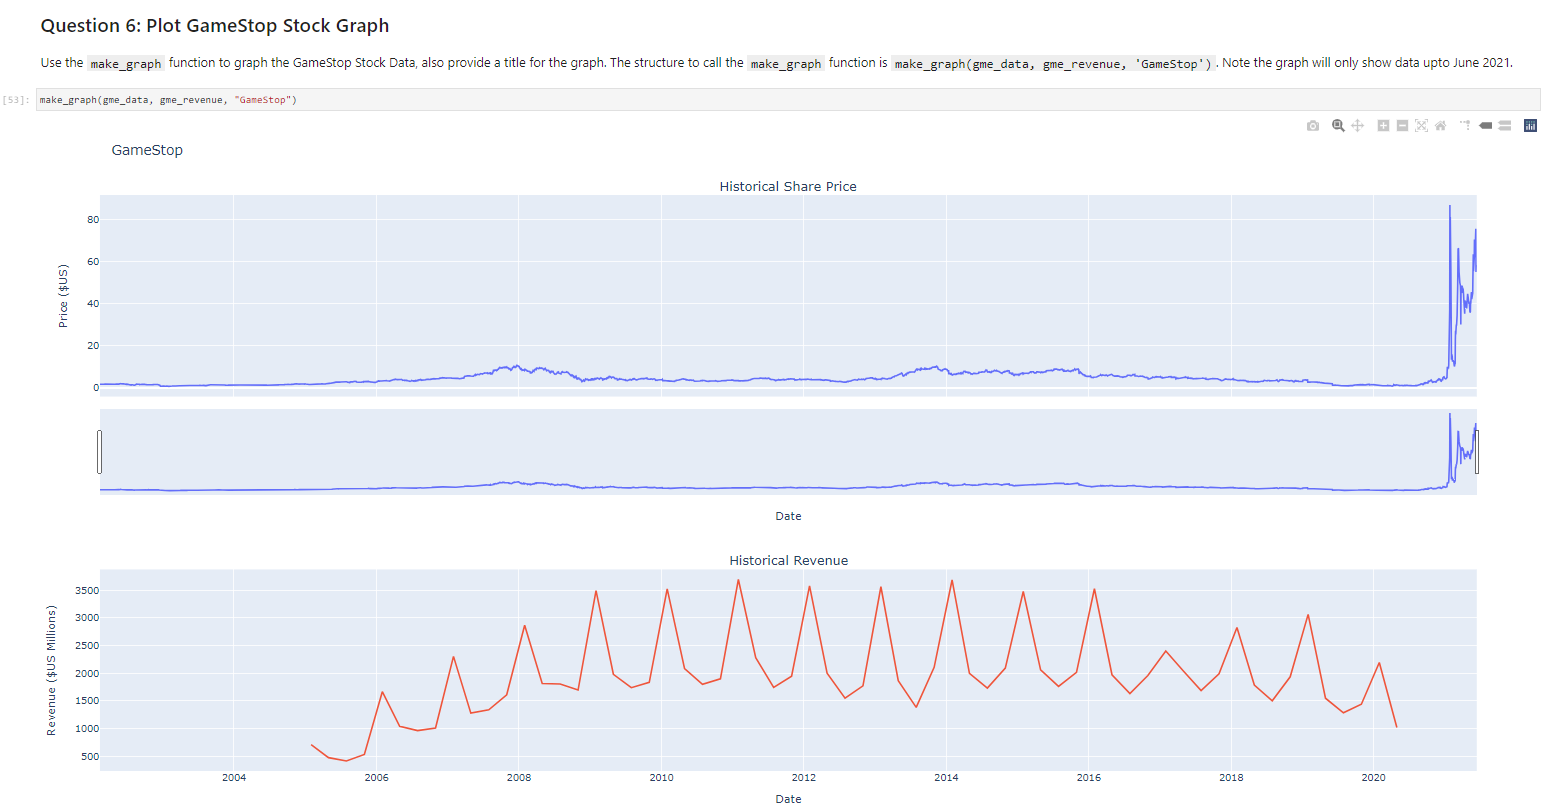 Question 6: Plot GameStop Stock Graph
Use the make_graph function to graph the GameStop Stock Data, also provide a title for the graph. The structure to call the make_graph function is make_graph(gme_data, gme_revenue, 'GameStop'). Note the graph will only show data upto June 2021.
[53]: make_graph(gme_data, gme_revenue, "GameStop")
GameStop
Historical Share Price
80
60
40
20
0
Price ($US)
Date
Historical Revenue
3500
3000
2500
2000
1500
1000
500
Revenue ($US Millions)
2004 2006 2008 2010 2012 2014 2016 2018 2020
Date